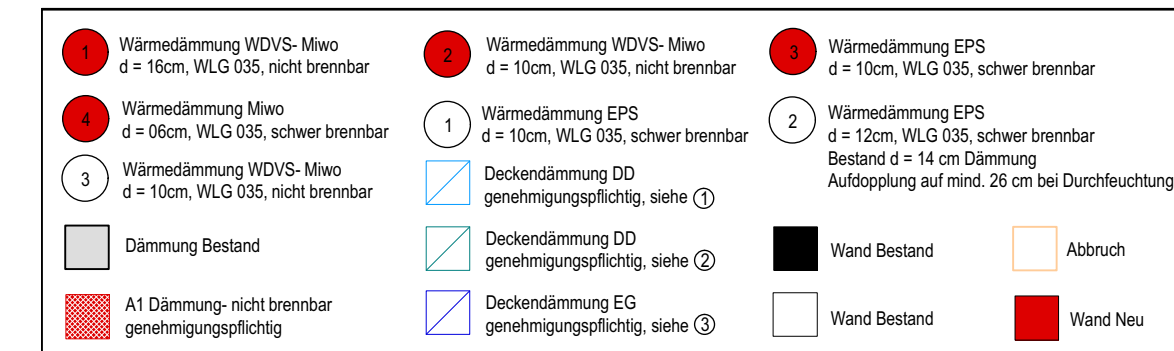 1
Wärmedämmung WDVS- Miwo
d = 16cm, WLG 035, nicht brennbar
2
Wärmedämmung WDVS- Miwo
d = 10cm, WLG 035, nicht brennbar
3
Wärmedämmung EPS
d = 10cm, WLG 035, schwer brennbar
4
Wärmedämmung Miwo
d = 06cm, WLG 035, schwer brennbar
1
Wärmedämmung EPS
d = 10cm, WLG 035, schwer brennbar
2
Wärmedämmung EPS
d = 12cm, WLG 035, schwer brennbar
Bestand d = 14 cm Dämmung
Aufdopplung auf mind. 26 cm bei Durchfeuchtung
3
Wärmedämmung WDVS- Miwo
d = 10cm, WLG 035, nicht brennbar
Deckendämmung DD
genehmigungspflichtig, siehe 1
Dämmung Bestand
Deckendämmung DD
genehmigungspflichtig, siehe 2
Wand Bestand
Abbruch
A1 Dämmung- nicht brennbar
genehmigungspflichtig
Deckendämmung EG
genehmigungspflichtig, siehe 3
Wand Bestand
Wand Neu